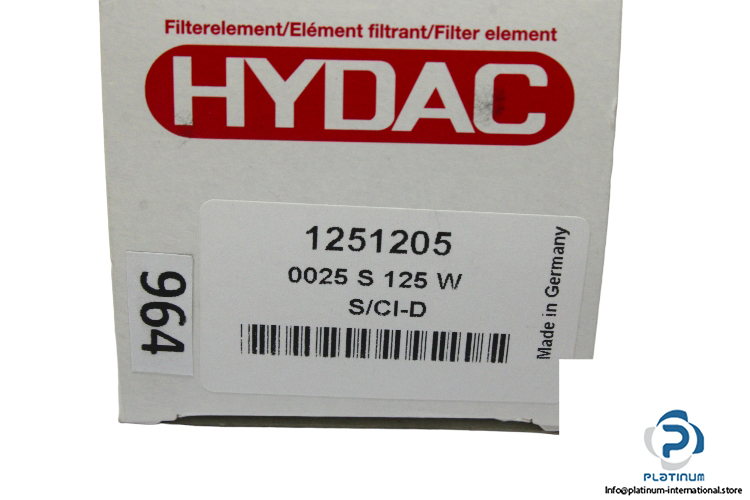 Filterelement/Elément filtrant/Filter element
HYDAC
1251205
0025 S 125 W
S/CI-D
Made in Germany
964
PLATINUM
Info@platinum-international.store